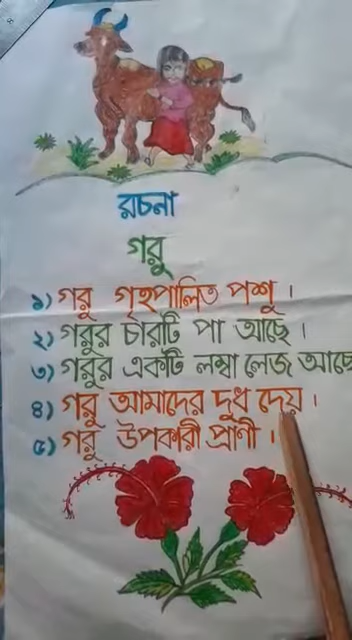 রচনা
গরু
১) গরু গৃহপালিত পশু ।
২) গরুর চারটি পা আছে ।
৩) গরুর একটি লম্বা লেজ আছে
৪) গরু আমাদের দুধ দেয় ।
৫) গরু উপকারী প্রাণী ।